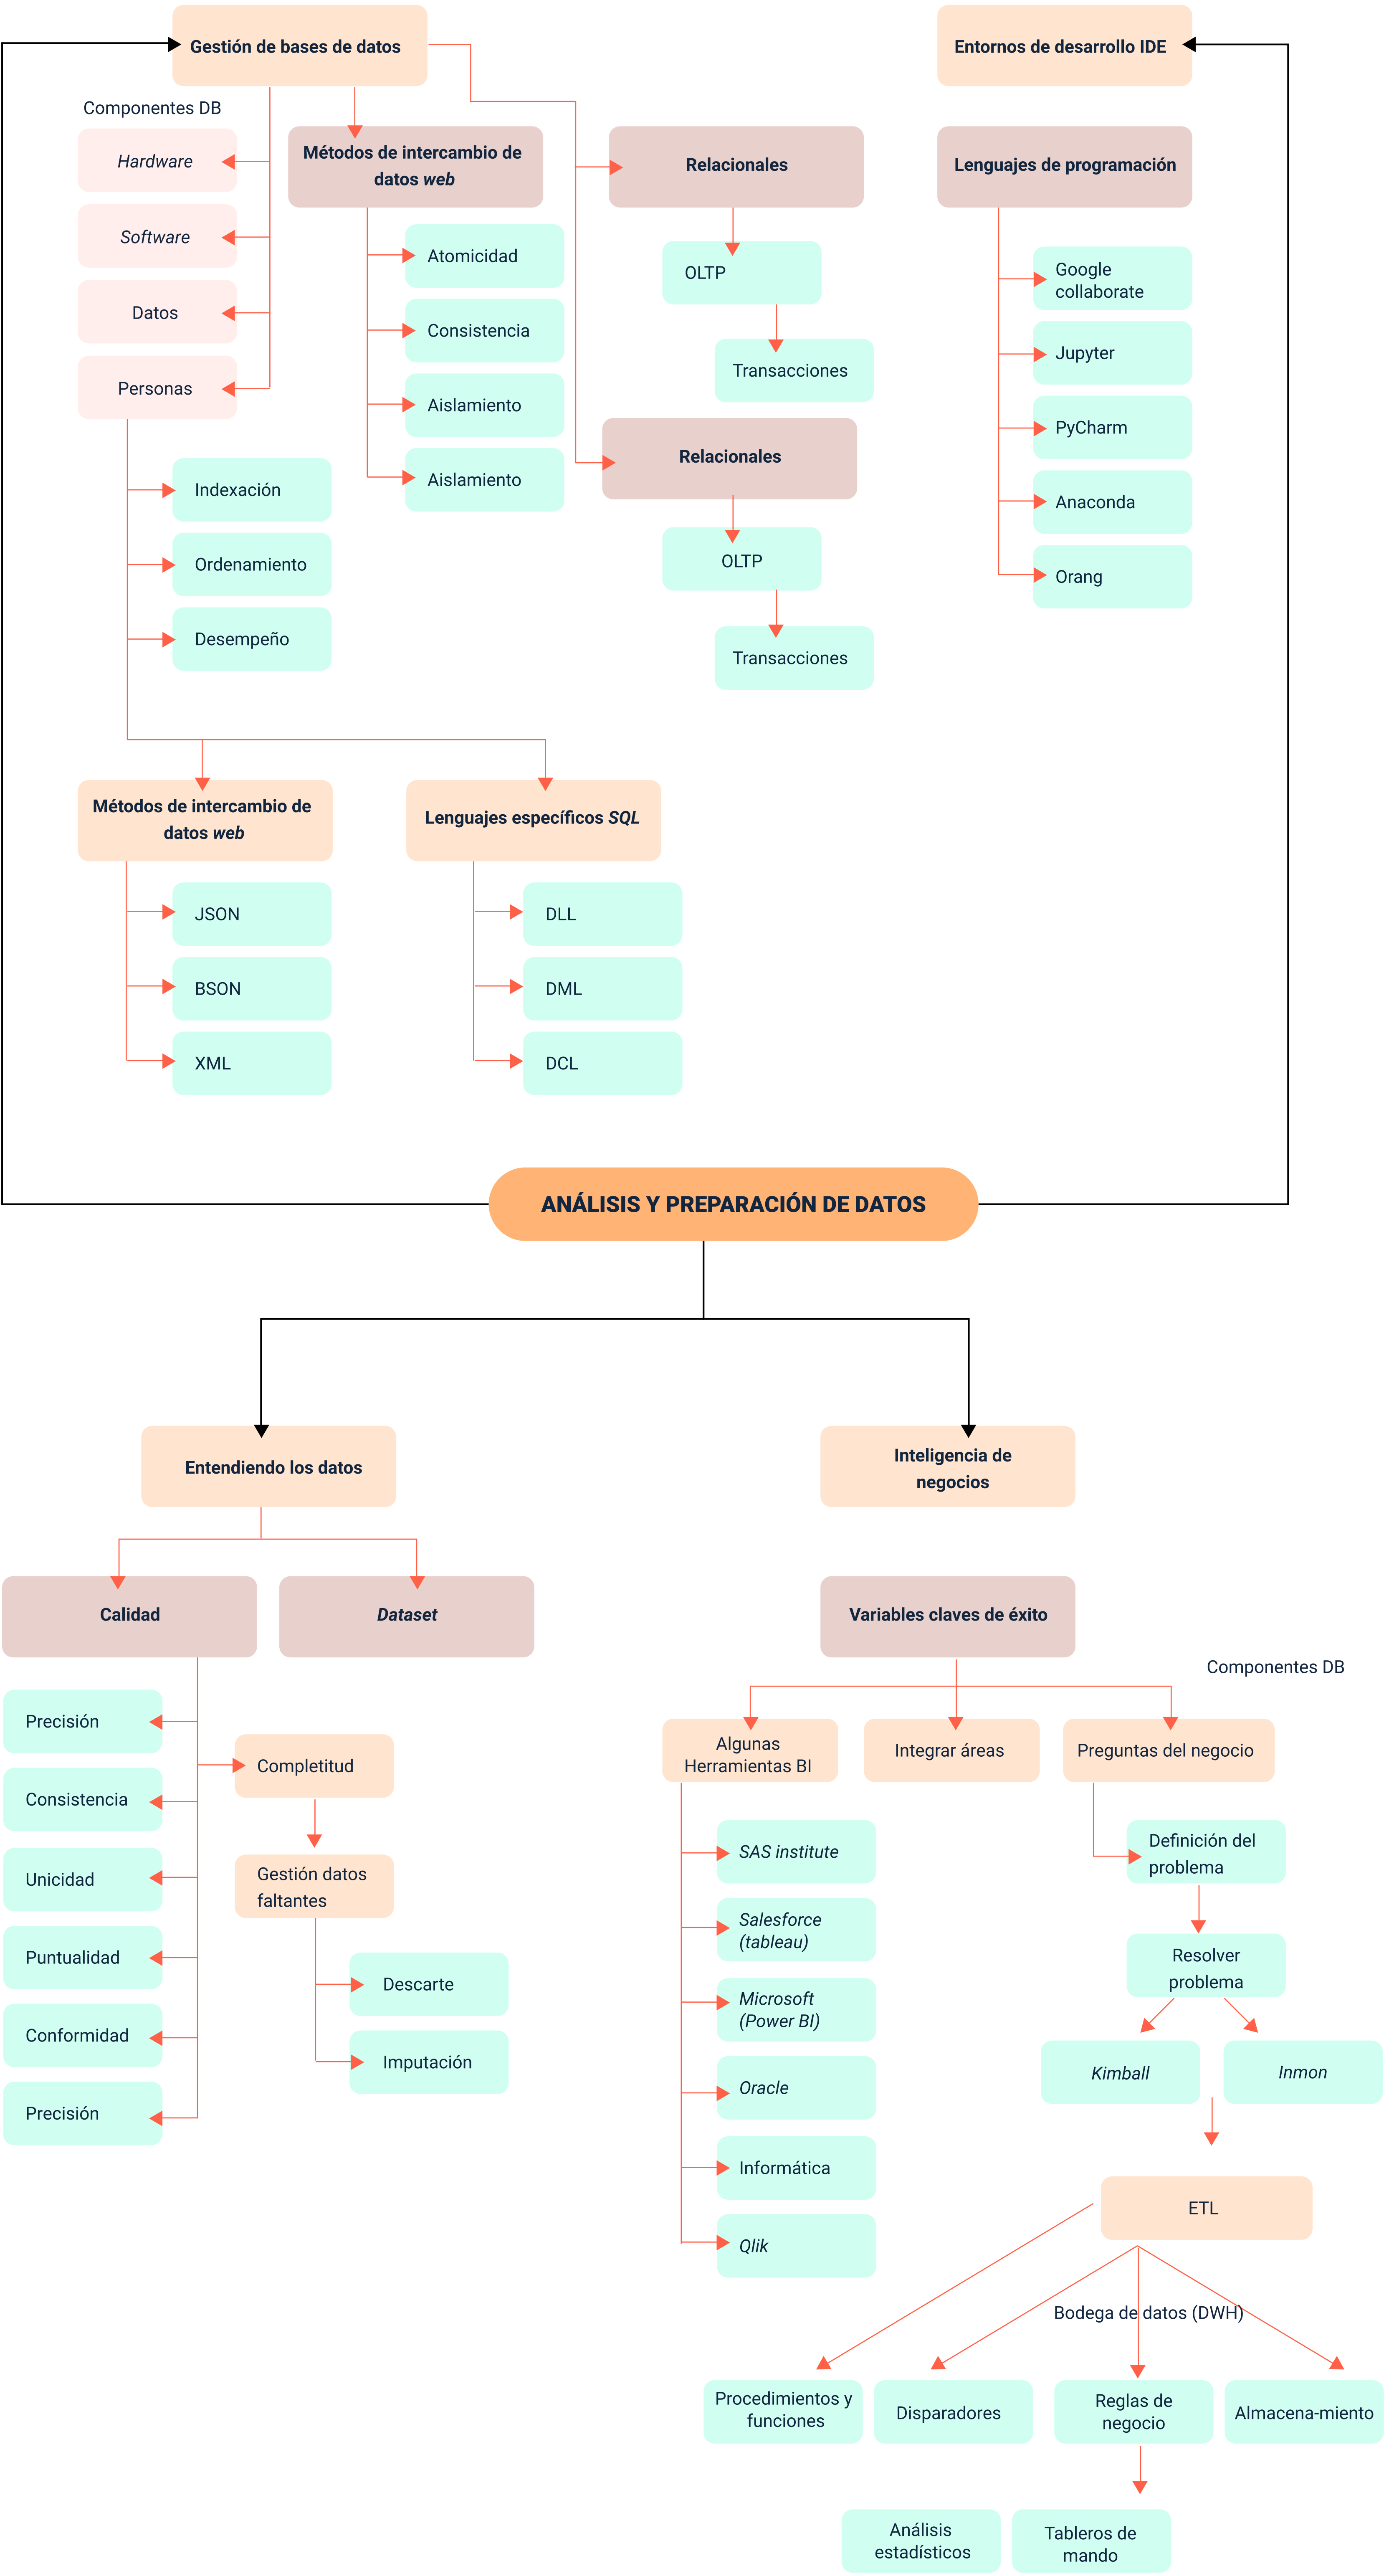 Gestión de bases de datos
Entornos de desarrollo IDE
Componentes DB
Hardware
Software
Datos
Personas
Métodos de intercambio de
datos web
Atomicidad
Consistencia
Aislamiento
Aislamiento
Relacionales
OLTP
Transacciones
Relacionales
OLTP
Transacciones
Lenguajes de programación
Google
collaborate
Jupyter
PyCharm
Anaconda
Orang
Indexación
Ordenamiento
Desempeño
Métodos de intercambio de
datos web
JSON
BSON
XML
Lenguajes específicos SQL
DLL
DML
DCL
ANÁLISIS Y PREPARACIÓN DE DATOS
Entendiendo los datos
Calidad
Dataset
Precisión
Consistencia
Unicidad
Puntualidad
Conformidad
Precisión
Completitud
Gestión datos
faltantes
Descarte
Imputación
Inteligencia de
negocios
Variables claves de éxito
Componentes DB
Algunas
Herramientas BI
Integrar áreas
Preguntas del negocio
SAS institute
Salesforce
(tableau)
Microsoft
(Power BI)
Oracle
Informática
Qlik
Definición del
problema
Resolver
problema
Kimball
Inmon
ETL
Bodega de datos (DWH)
Procedimientos y
funciones
Disparadores
Reglas de
negocio
Almacena-miento
Análisis
estadísticos
Tableros de
mando